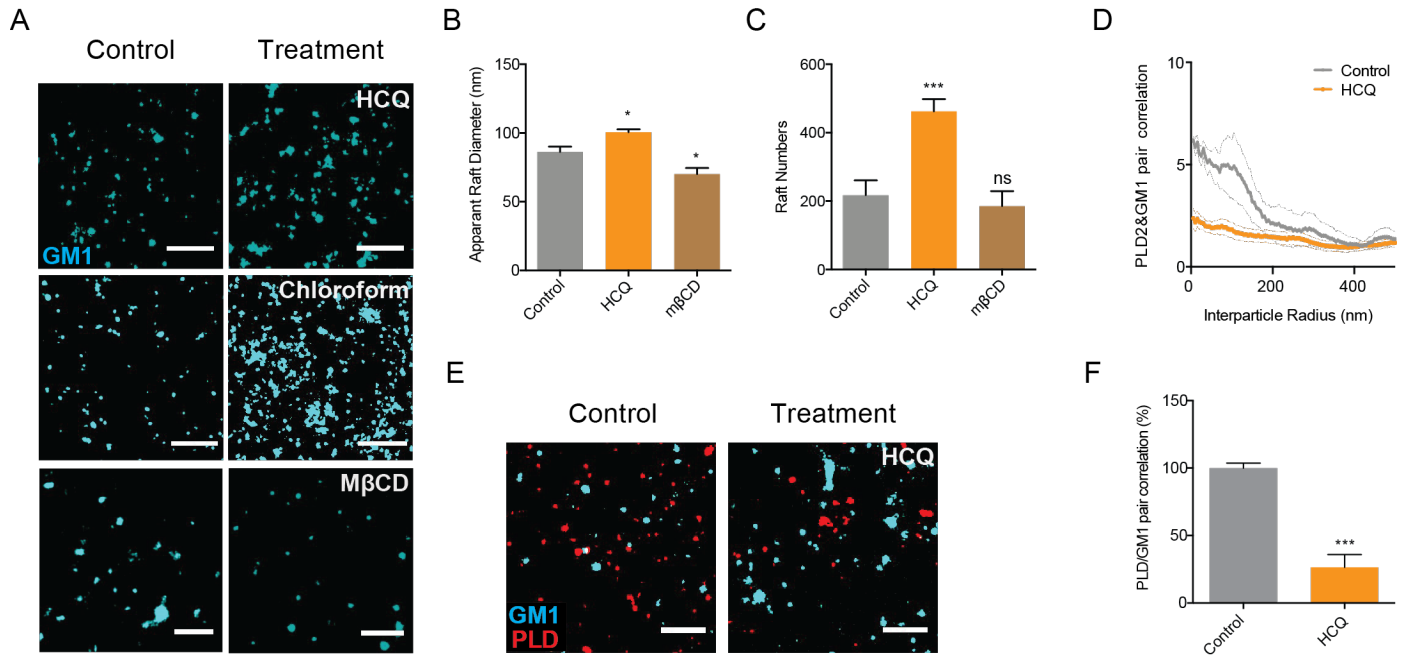 A
Control
Treatment
HCQ
GM1
Chloroform
MβCD
B
Apparant Raft Diameter (nm)
150
100
50
0
*
*
Control
HCQ
mβCD
C
Raft Numbers
600
400
200
0
***
ns
Control
HCQ
mβCD
D
PLD2&GM1 pair correlation
10
5
0
Control
HCQ
0
200
400
Interparticle Radius (nm)
E
Control
Treatment
HCQ
GM1
PLD
F
PLD/GM1 pair correlation (%)
150
100
50
0
***
Control
HCQ